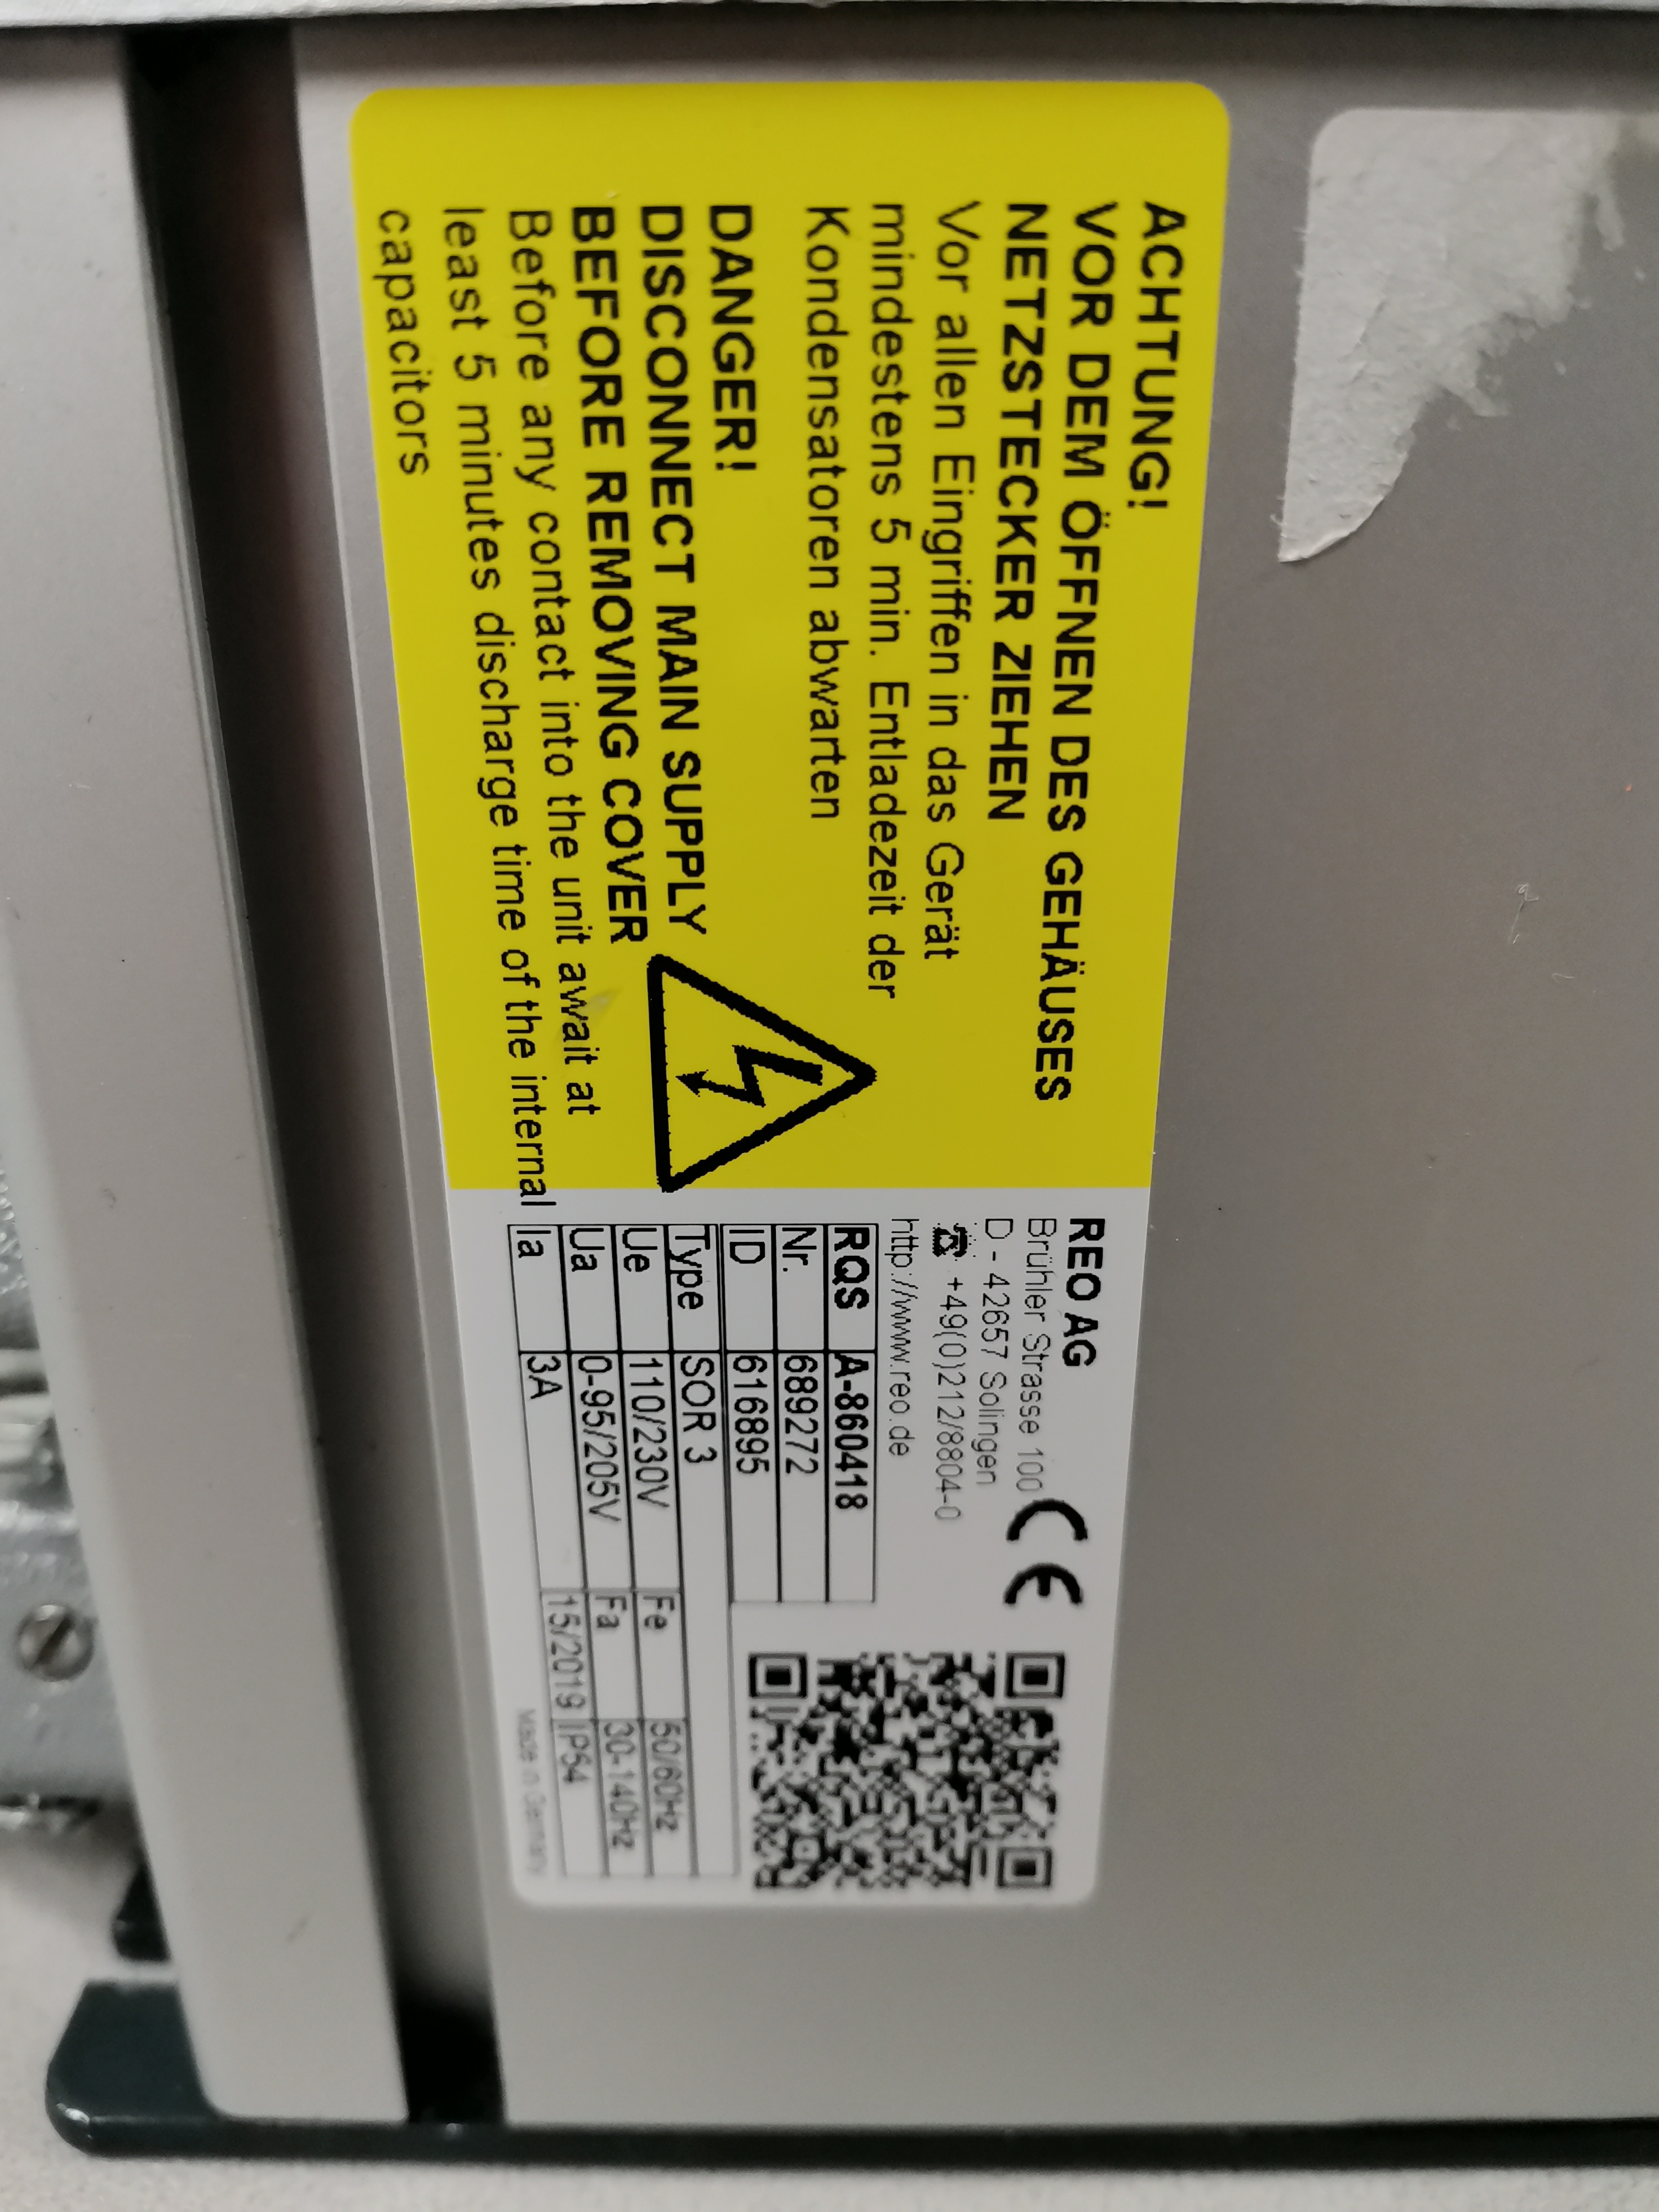 ACHTUNG!
VOR DEM ÖFFNEN DES GEHÄUSES
NETZSTECKER ZIEHEN
Vor allen Eingriffen in das Gerät
mindestens 5 min. Entladezeit der
Kondensatoren abwarten
DANGER!
DISCONNECT MAIN SUPPLY
BEFORE REMOVING COVER
Before any contact into the unit await at
least 5 minutes discharge time of the internal
capacitors
REO AG
Brühler Strasse 100
D - 42657 Solingen
☎ +49(0)212/8804-0
http://www.reo.de
CE
RQS A-860418
Nr. 689272
ID 616895
Type SOR 3
Ue 110/230V Fe 50/60Hz
Ua 0-95/205V Fa 30-140Hz
Ia 3A 15/2019 IP54
Made in Germany